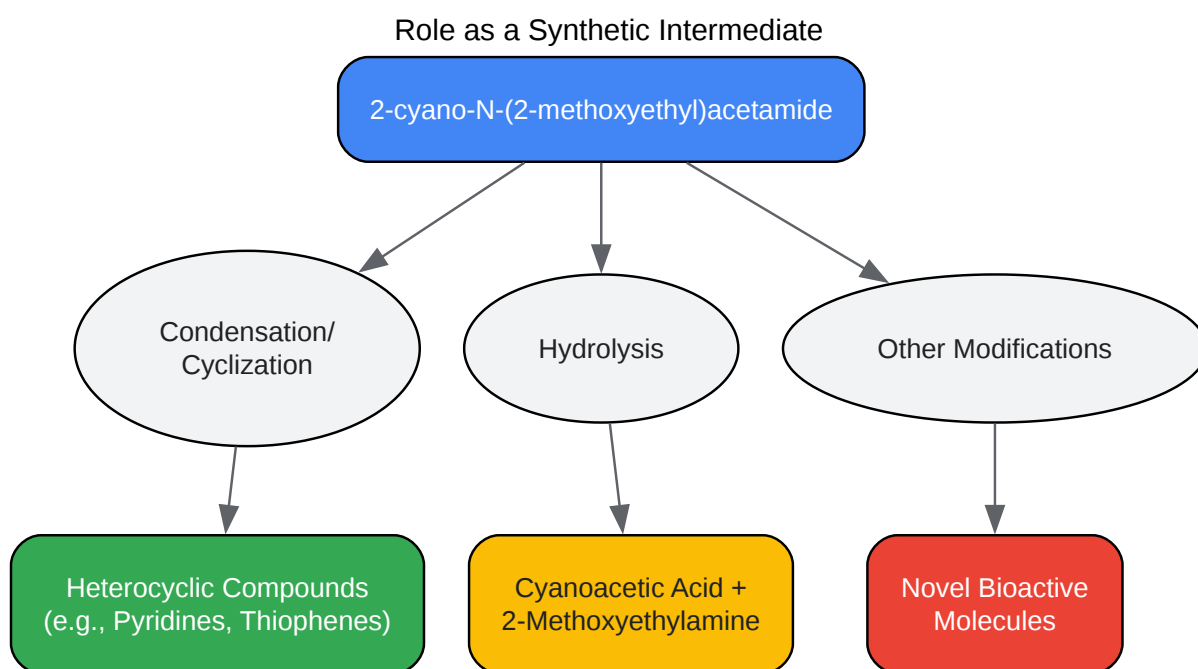 Role as a Synthetic Intermediate
2-cyano-N-(2-methoxyethyl)acetamide
Condensation/
Cyclization
Hydrolysis
Other Modifications
Heterocyclic Compounds
(e.g., Pyridines, Thiophenes)
Cyanoacetic Acid +
2-Methoxyethylamine
Novel Bioactive
Molecules